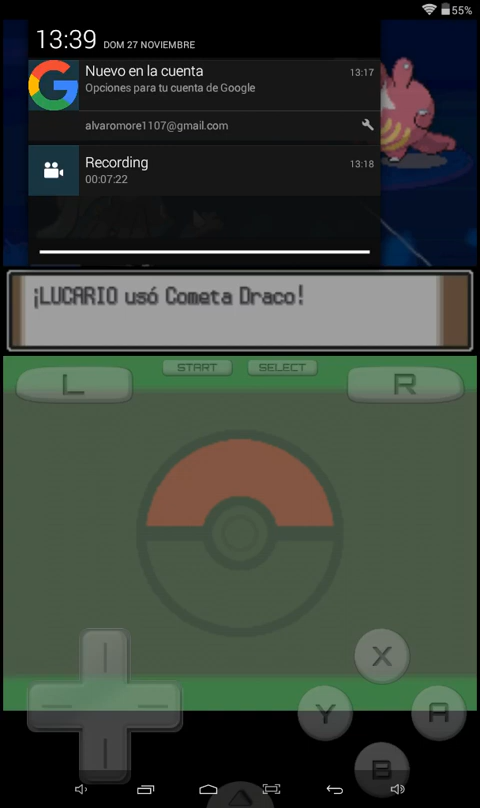 55%
13:39 DOM 27 NOVIEMBRE
Nuevo en la cuenta 13:17
Opciones para tu cuenta de Google
alvaromore1107@gmail.com
Recording 13:18
00:07:22
¡LUCARIO usó Cometa Draco!
START SELECT
L R
X
Y A
B